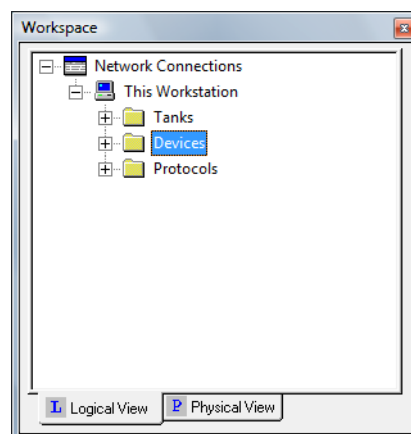 Workspace
Network Connections
This Workstation
Tanks
Devices
Protocols
L Logical View P Physical View